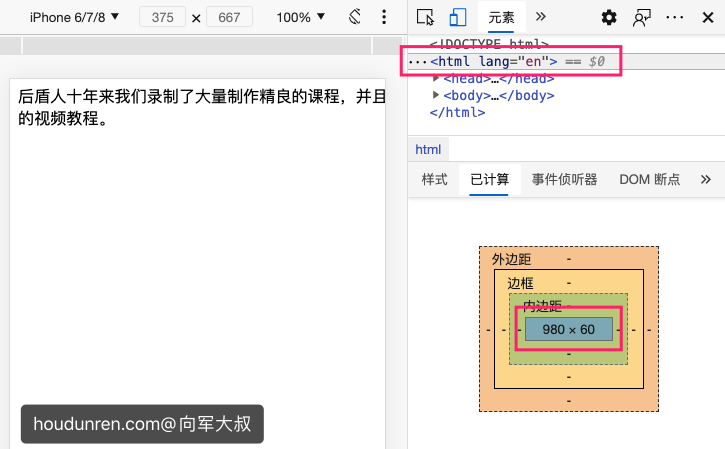 iPhone 6/7/8 ▼ 375 × 667 100% ▼
元素
<!DOCTYPE html>
···<html lang="en"> == $0
▶<head>…</head>
▶<body>…</body>
</html>
后盾人十年来我们录制了大量制作精良的课程，并且
的视频教程。
html
样式 已计算 事件侦听器 DOM 断点
外边距 -
边框 -
内边距 -
- - - 980 × 60 - - -
-
-
-
houdunren.com@向军大叔